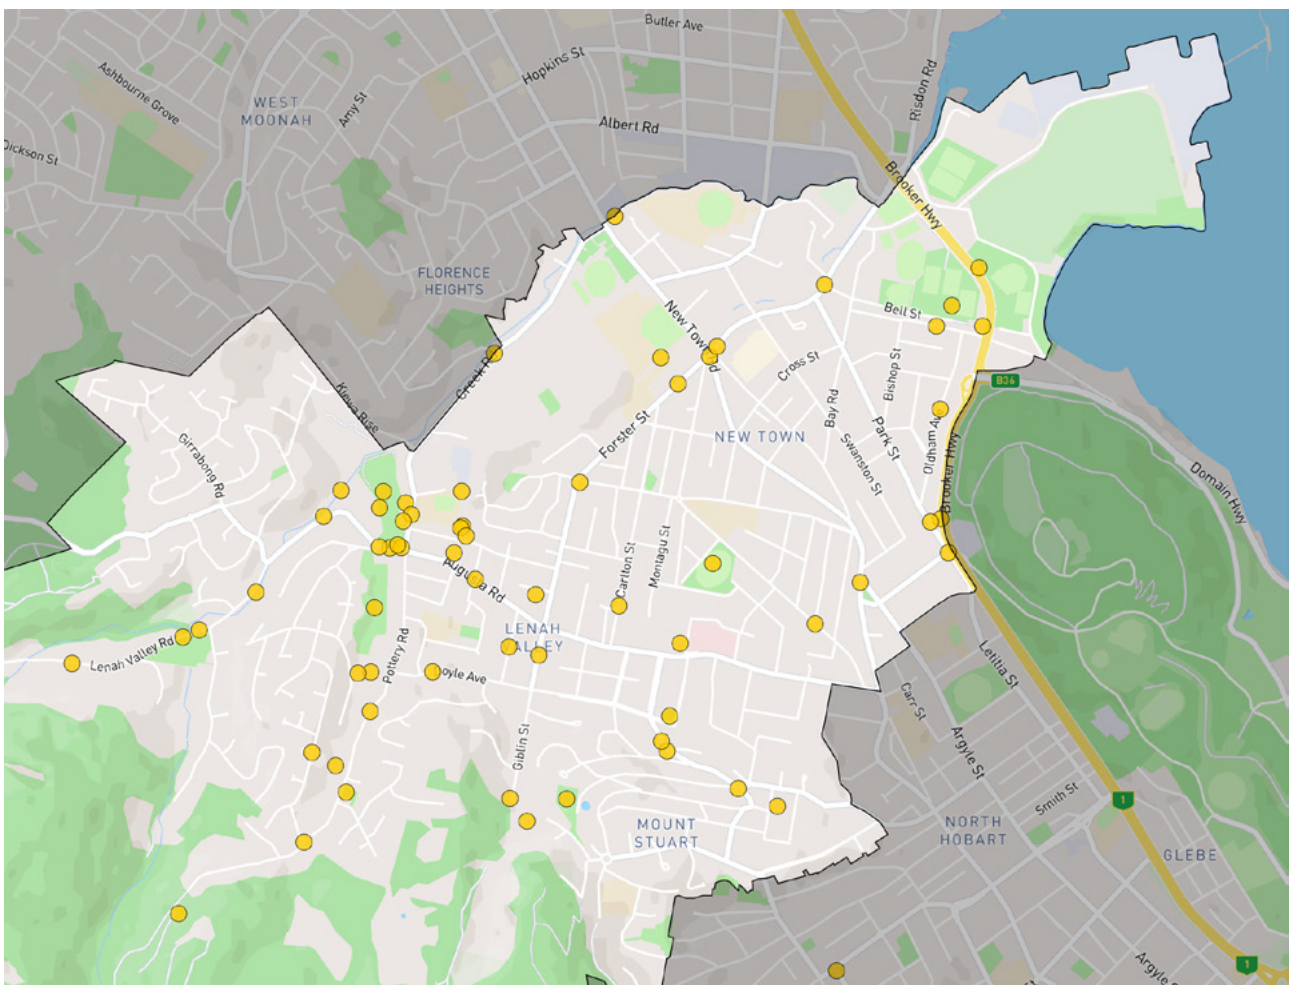 Butler Ave
Hopkins St
Ashbourne Grove
WEST
MOONAH
Amy St
Risdon Rd
Albert Rd
Dickson St
Brooker Hwy
FLORENCE
HEIGHTS
New Town Rd
Bell St
Creek Rd
Cross St
Bishop St
B36
Kiewa Rise
Girrabong Rd
Forster St
NEW TOWN
Bay Rd
Park St
Oldham Ave
Swanston St
Brooker Hwy
Domain Hwy
Carlton St
Montagu St
Augusta Rd
LENAH
VALLEY
Lenah Valley Rd
Pottery Rd
oyle Ave
Letitia St
Carr St
Giblin St
Argyle St
Smith St
1
MOUNT
STUART
NORTH
HOBART
GLEBE
1
Argyle